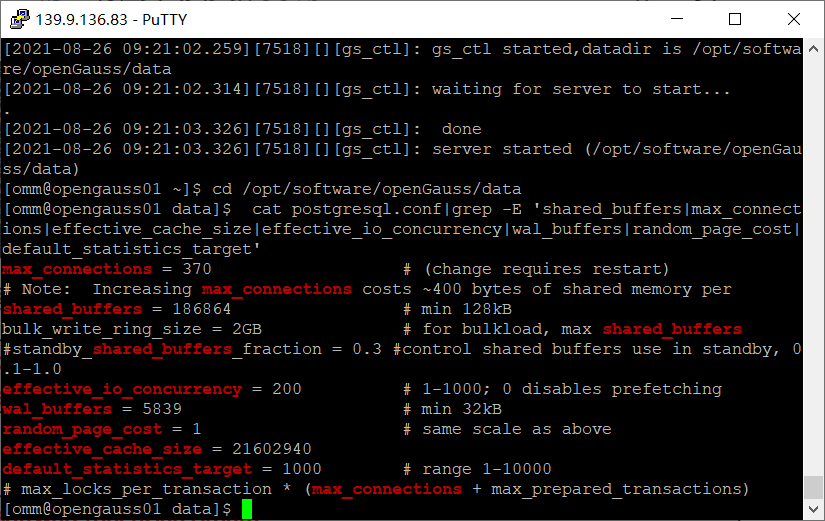 139.9.136.83 - PuTTY
[2021-08-26 09:21:02.259][7518][][gs_ctl]: gs_ctl started,datadir is /opt/softwa
re/openGauss/data
[2021-08-26 09:21:02.314][7518][][gs_ctl]: waiting for server to start...
.
[2021-08-26 09:21:03.326][7518][][gs_ctl]:  done
[2021-08-26 09:21:03.326][7518][][gs_ctl]: server started (/opt/software/openGau
ss/data)
[omm@opengauss01 ~]$ cd /opt/software/openGauss/data
[omm@opengauss01 data]$  cat postgresql.conf|grep -E 'shared_buffers|max_connect
ions|effective_cache_size|effective_io_concurrency|wal_buffers|random_page_cost|
default_statistics_target'
max_connections = 370                   # (change requires restart)
# Note:  Increasing max_connections costs ~400 bytes of shared memory per
shared_buffers = 186864                 # min 128kB
bulk_write_ring_size = 2GB              # for bulkload, max shared_buffers
#standby_shared_buffers_fraction = 0.3 #control shared buffers use in standby, 0
.1-1.0
effective_io_concurrency = 200          # 1-1000; 0 disables prefetching
wal_buffers = 5839                      # min 32kB
random_page_cost = 1                    # same scale as above
effective_cache_size = 21602940
default_statistics_target = 1000        # range 1-10000
# max_locks_per_transaction * (max_connections + max_prepared_transactions)
[omm@opengauss01 data]$